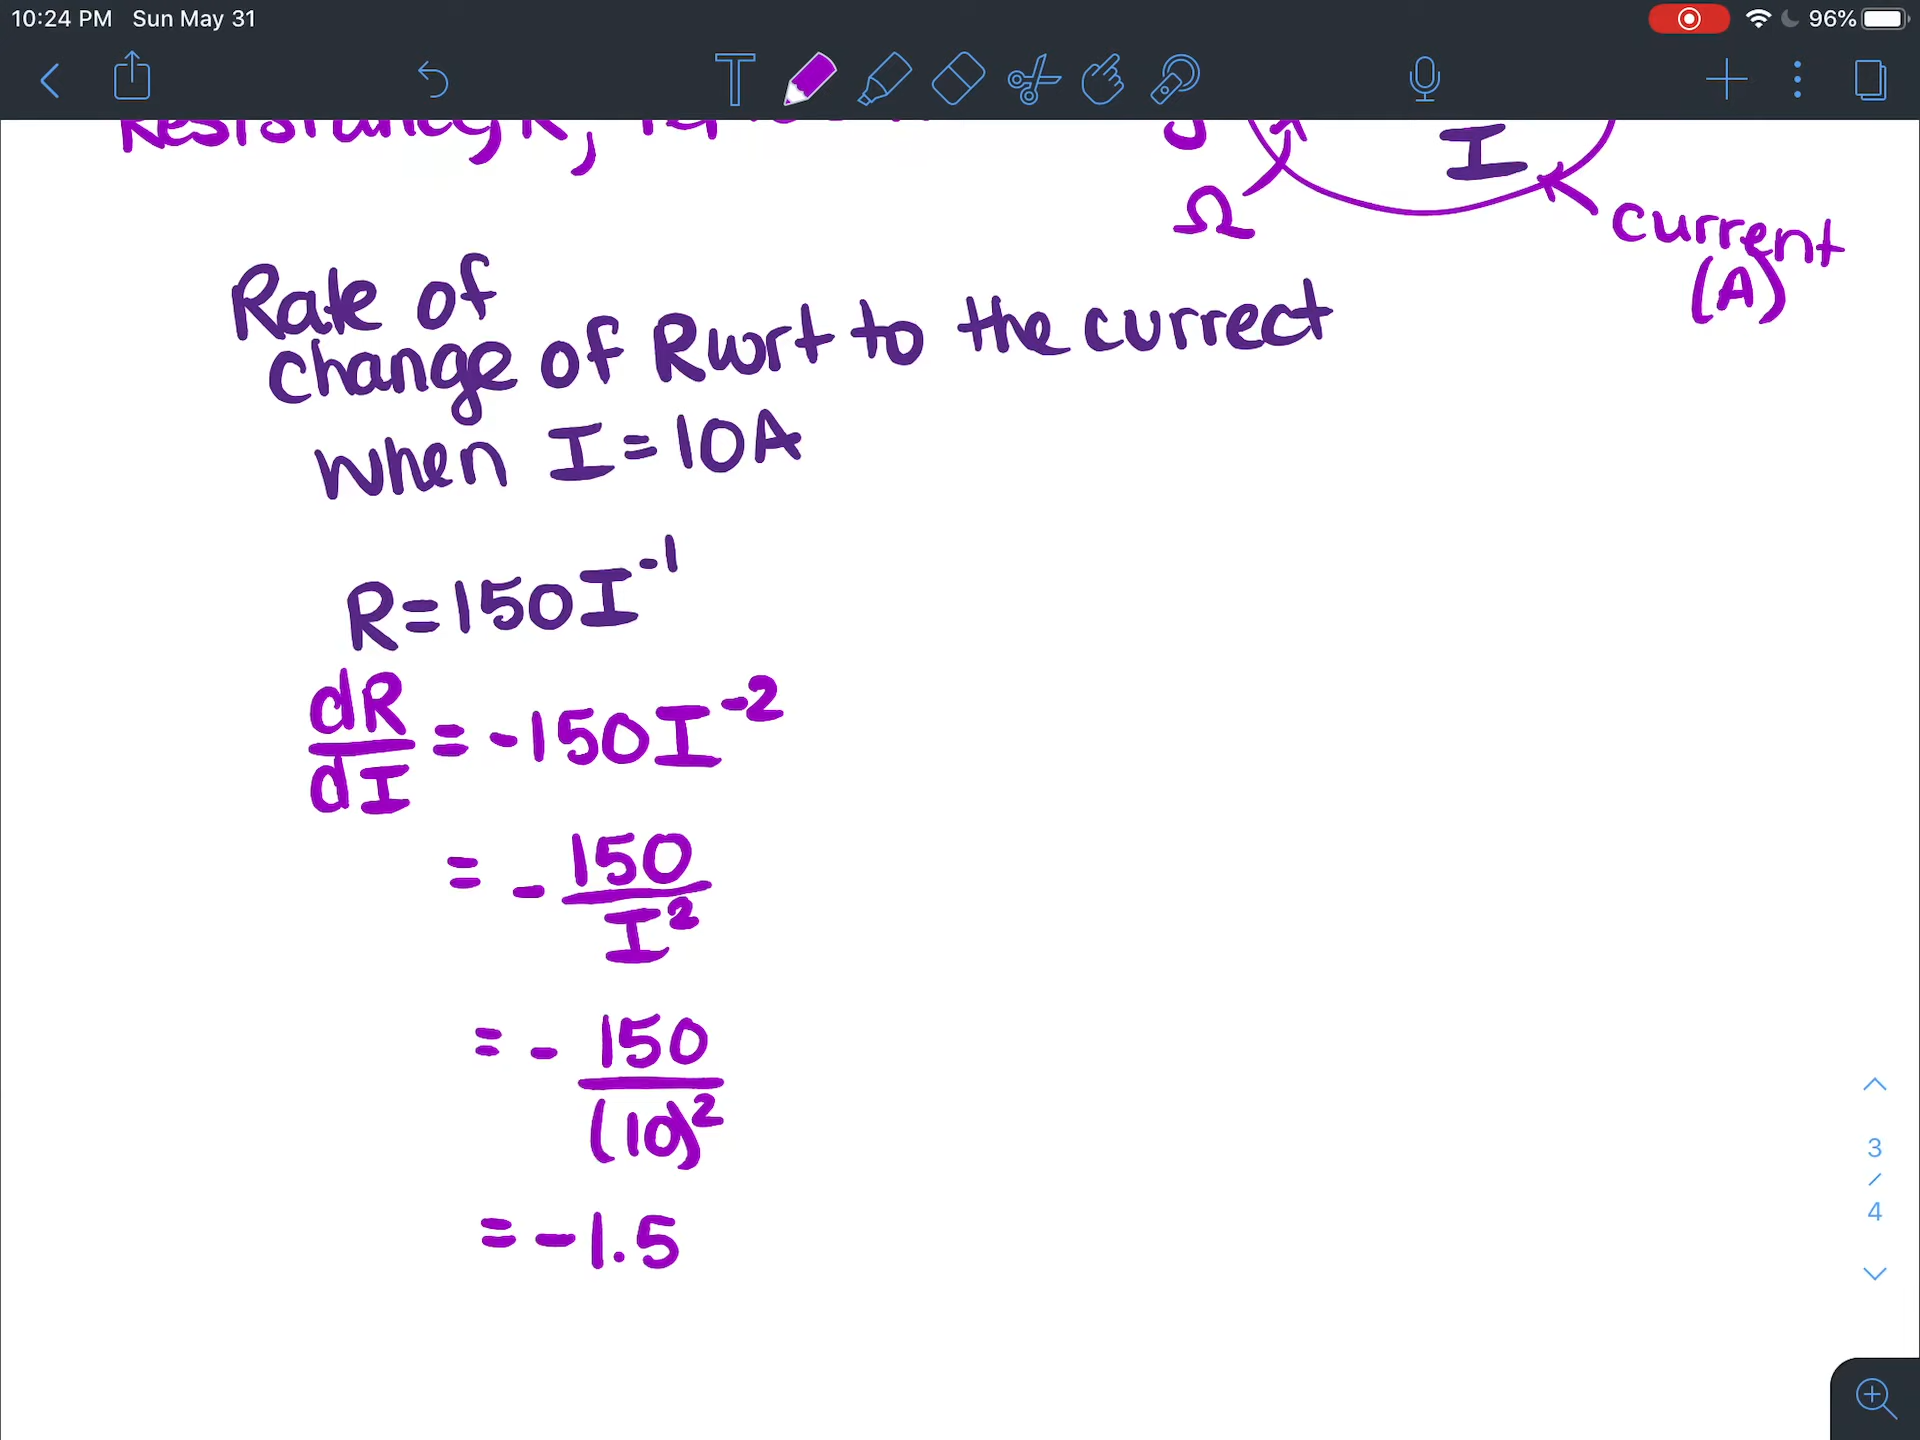 10:24 PM Sun May 31
96%
T
I
Ω
current
(A)
Rate of
change of R wrt to the currect
when I = 10A
R = 150I⁻¹
dR/dI = -150I⁻²
= - 150/I²
= - 150/(10)²
= -1.5
3
/
4